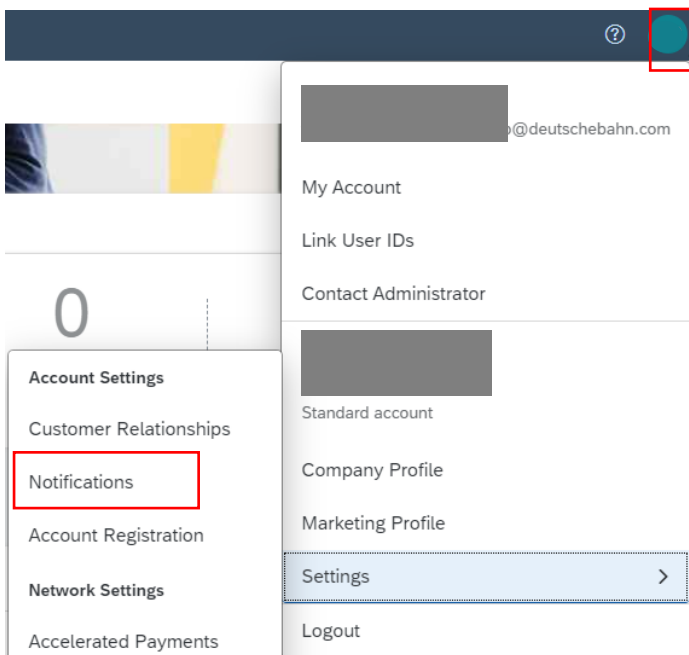 @deutschebahn.com
My Account
Link User IDs
Contact Administrator
0
Standard account
Company Profile
Marketing Profile
Settings
Logout
Account Settings
Customer Relationships
Notifications
Account Registration
Network Settings
Accelerated Payments